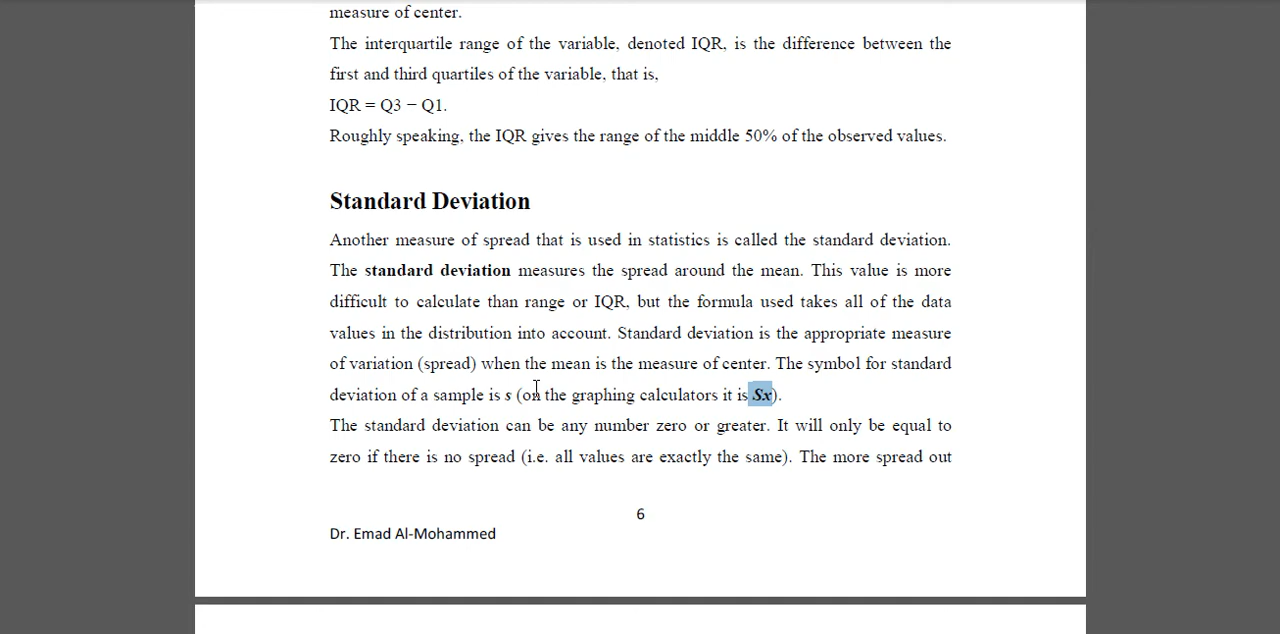 measure of center.
The interquartile range of the variable, denoted IQR, is the difference between the
first and third quartiles of the variable, that is,
IQR = Q3 − Q1.
Roughly speaking, the IQR gives the range of the middle 50% of the observed values.
Standard Deviation
Another measure of spread that is used in statistics is called the standard deviation.
The standard deviation measures the spread around the mean. This value is more
difficult to calculate than range or IQR, but the formula used takes all of the data
values in the distribution into account. Standard deviation is the appropriate measure
of variation (spread) when the mean is the measure of center. The symbol for standard
deviation of a sample is s (on the graphing calculators it is Sx).
The standard deviation can be any number zero or greater. It will only be equal to
zero if there is no spread (i.e. all values are exactly the same). The more spread out
6
Dr. Emad Al-Mohammed